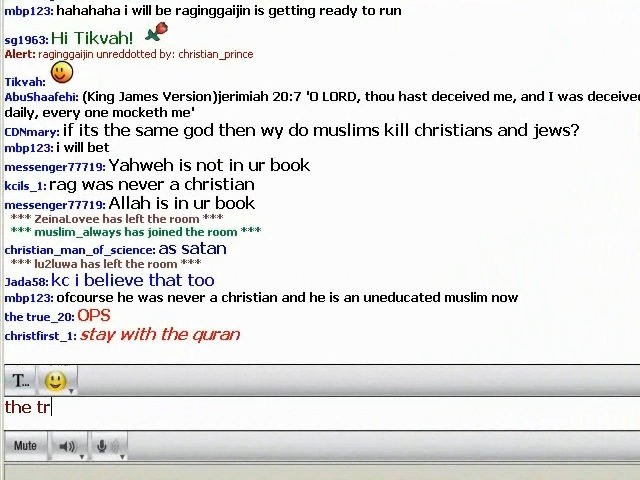 mbp123: hahahaha i will be raginggaijin is getting ready to run
sg1963: Hi Tikvah!
Alert: raginggaijin unreddotted by: christian_prince
Tikvah:
AbuShaafehi: (King James Version)jerimiah 20:7 'O LORD, thou hast deceived me, and I was deceive
daily, every one mocketh me'
CDNmary: if its the same god then wy do muslims kill christians and jews?
mbp123: i will bet
messenger77719: Yahweh is not in ur book
kcils_1: rag was never a christian
messenger77719: Allah is in ur book
*** ZeinaLovee has left the room ***
*** muslim_always has joined the room ***
christian_man_of_science: as satan
*** lu2luwa has left the room ***
Jada58: kc i believe that too
mbp123: ofcourse he was never a christian and he is an uneducated muslim now
the true_20: OPS
christfirst_1: stay with the quran
T...
the tr
Mute